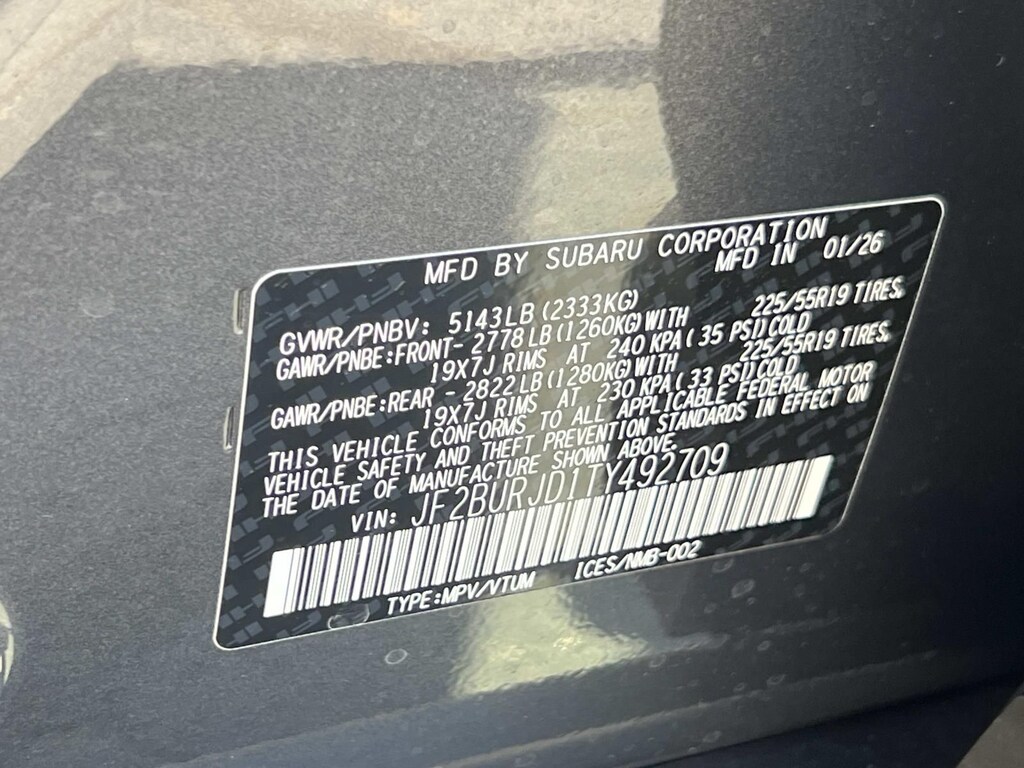 MFD BY SUBARU CORPORATION
MFD IN 01/26
GVWR/PNBV: 5143LB(2333KG)
GAWR/PNBE:FRONT- 2778LB(1260KG)WITH 225/55R19 TIRES,
19X7J RIMS AT 240 KPA(35 PSI)COLD
GAWR/PNBE:REAR - 2822LB(1280KG)WITH 225/55R19 TIRES,
19X7J RIMS AT 230 KPA(33 PSI)COLD
THIS VEHICLE CONFORMS TO ALL APPLICABLE FEDERAL MOTOR
VEHICLE SAFETY AND THEFT PREVENTION STANDARDS IN EFFECT ON
THE DATE OF MANUFACTURE SHOWN ABOVE.
VIN: JF2BURJD1TY492709
TYPE:MPV/VTUM ICES/NMB-002